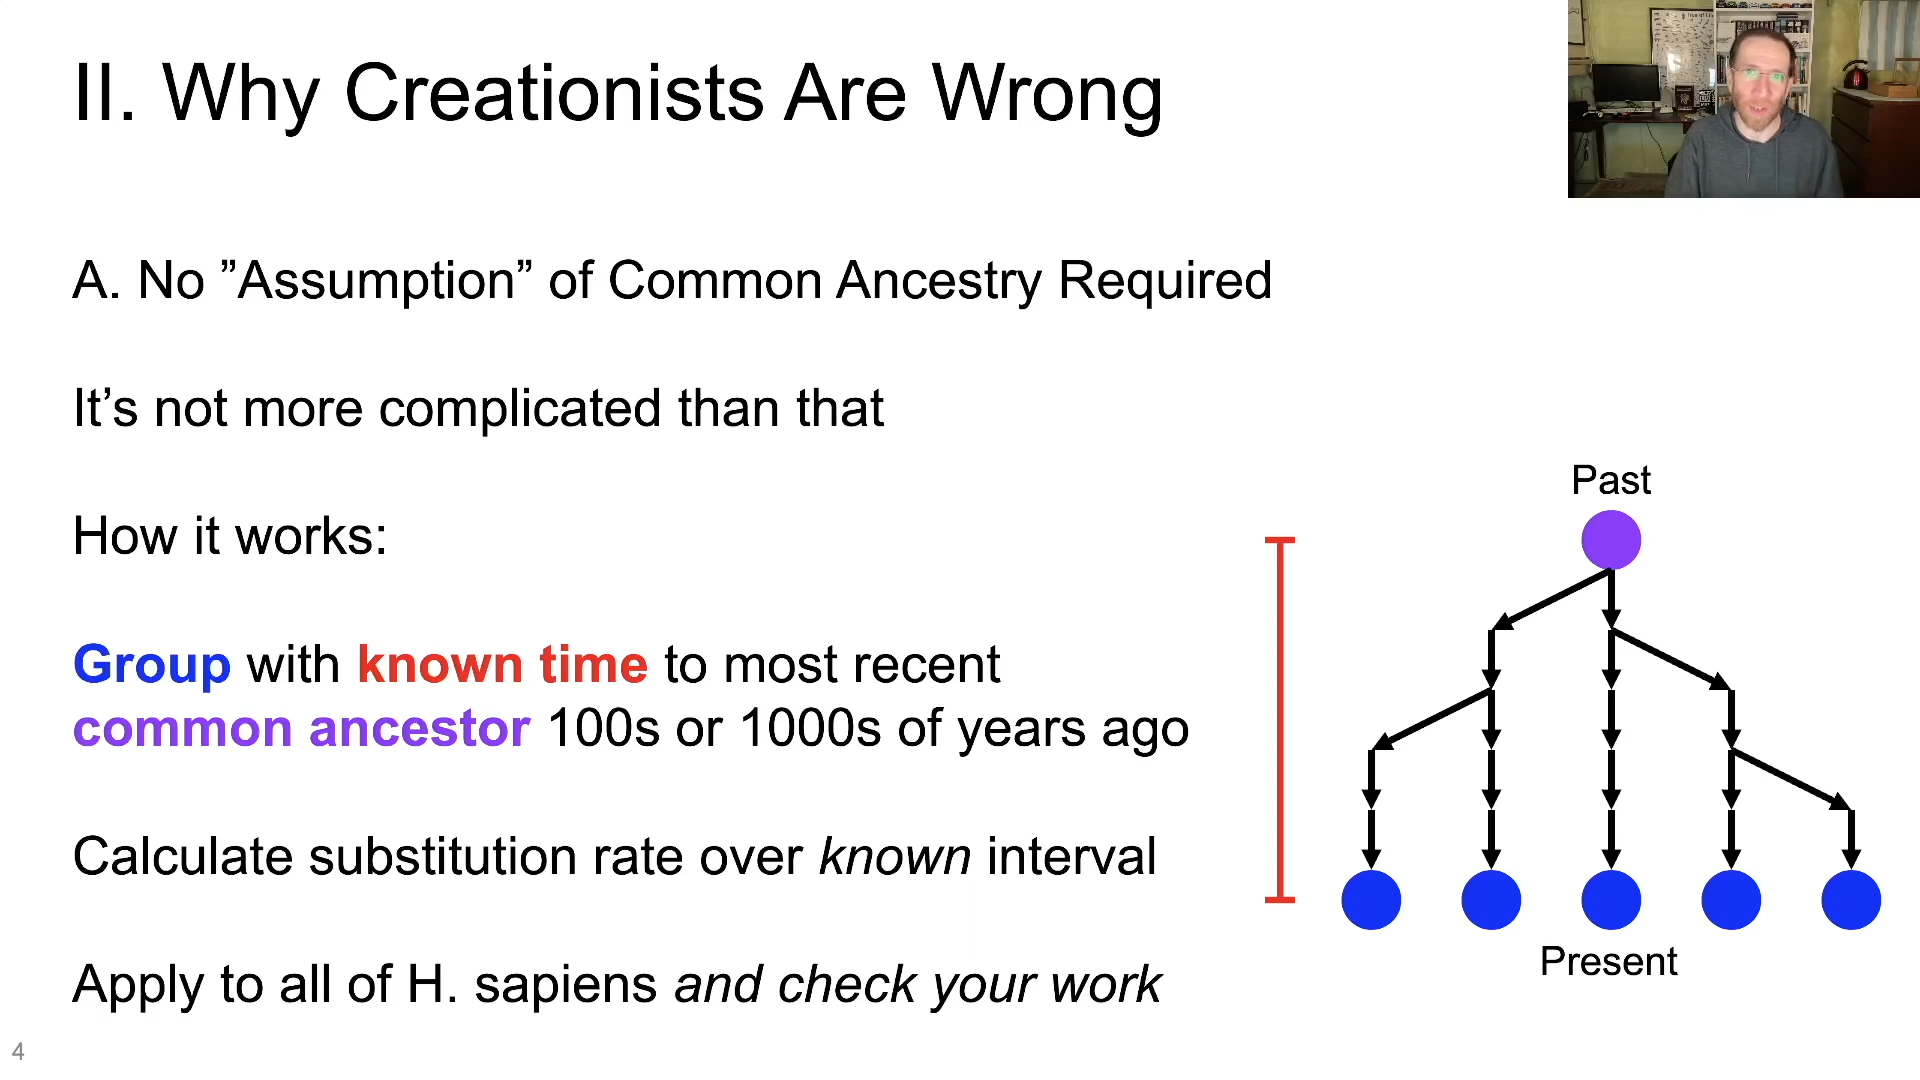 II. Why Creationists Are Wrong
A. No ”Assumption” of Common Ancestry Required
It’s not more complicated than that
How it works:
Group with known time to most recent
common ancestor 100s or 1000s of years ago
Calculate substitution rate over known interval
Apply to all of H. sapiens and check your work
Past
Present
4